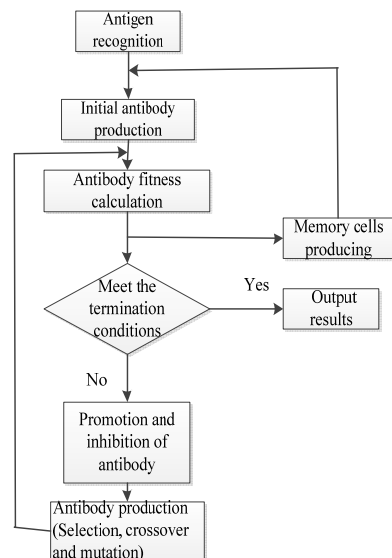 Antigen
recognition
Initial antibody
production
Antibody fitness
calculation
Memory cells
producing
Meet the
termination
conditions
Yes
Output
results
No
Promotion and
inhibition of
antibody
Antibody production
(Selection, crossover
and mutation)